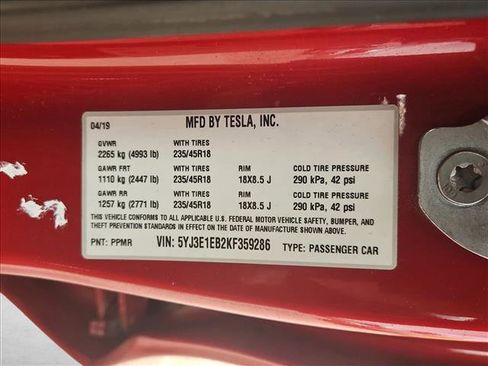 04/19 MFD BY TESLA, INC.
GVWR WITH TIRES
2265 kg (4993 lb) 235/45R18
GAWR FRT WITH TIRES RIM COLD TIRE PRESSURE
1110 kg (2447 lb) 235/45R18 18X8.5 J 290 kPa, 42 psi
GAWR RR WITH TIRES RIM COLD TIRE PRESSURE
1257 kg (2771 lb) 235/45R18 18X8.5 J 290 kPa, 42 psi
THIS VEHICLE CONFORMS TO ALL APPLICABLE U.S. FEDERAL MOTOR VEHICLE SAFETY, BUMPER, AND
THEFT PREVENTION STANDARDS IN EFFECT ON THE DATE OF MANUFACTURE SHOWN ABOVE.
PNT: PPMR VIN: 5YJ3E1EB2KF359286 TYPE: PASSENGER CAR